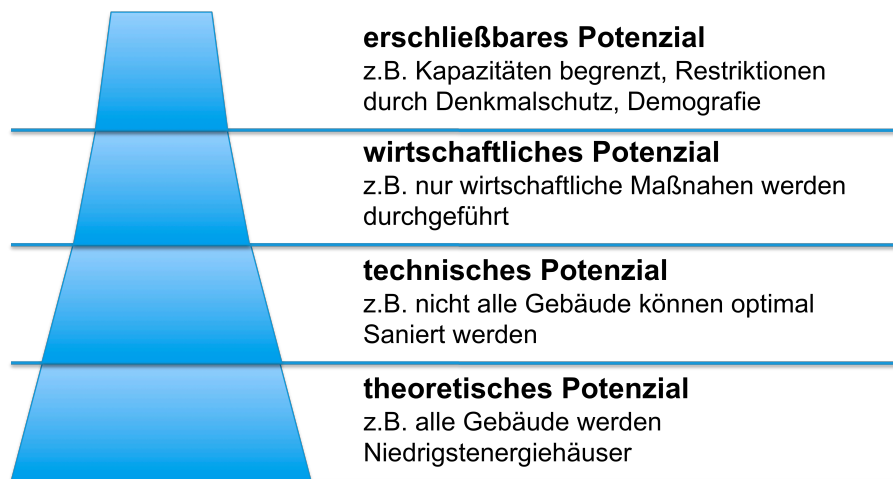 erschließbares Potenzial
z.B. Kapazitäten begrenzt, Restriktionen
durch Denkmalschutz, Demografie
wirtschaftliches Potenzial
z.B. nur wirtschaftliche Maßnahen werden
durchgeführt
technisches Potenzial
z.B. nicht alle Gebäude können optimal
Saniert werden
theoretisches Potenzial
z.B. alle Gebäude werden
Niedrigstenergiehäuser